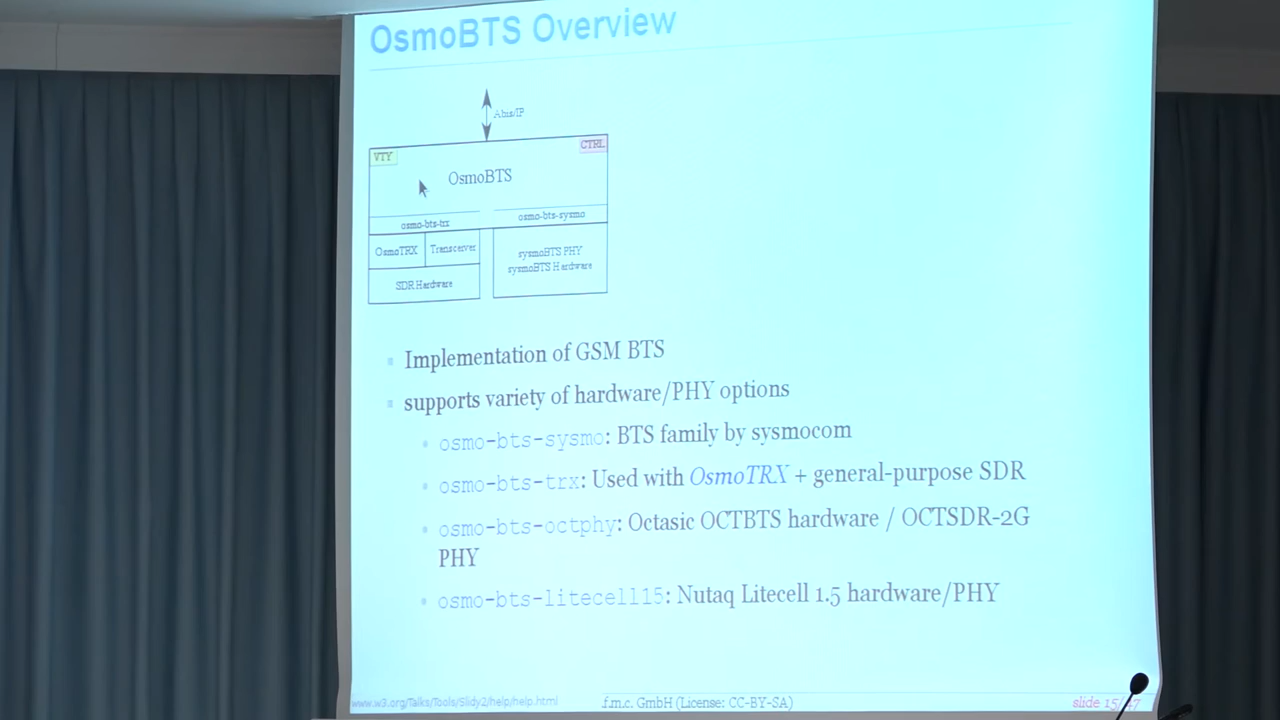 OsmoBTS Overview
Abis/IP
VTY
CTRL
OsmoBTS
osmo-bts-trx
osmo-bts-sysmo
OsmoTRX
Transceiver
sysmoBTS PHY
sysmoBTS Hardware
SDR Hardware
Implementation of GSM BTS
supports variety of hardware/PHY options
osmo-bts-sysmo: BTS family by sysmocom
osmo-bts-trx: Used with OsmoTRX + general-purpose SDR
osmo-bts-octphy: Octasic OCTBTS hardware / OCTSDR-2G
PHY
osmo-bts-litecell15: Nutaq Litecell 1.5 hardware/PHY
www.w3.org/Talks/Tools/Slidy2/help/help.html
.f.m.c. GmbH (License: CC-BY-SA)
slide 15/